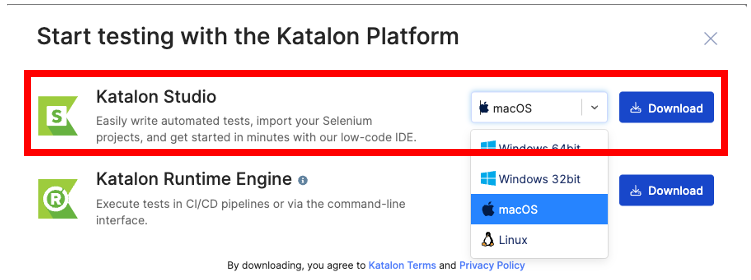 Start testing with the Katalon Platform
Katalon Studio
Easily write automated tests, import your Selenium
projects, and get started in minutes with our low-code IDE.
macOS
Download
Windows 64bit
Windows 32bit
macOS
Linux
Katalon Runtime Engine
Execute tests in CI/CD pipelines or via the command-line
interface.
Download
By downloading, you agree to Katalon Terms and Privacy Policy